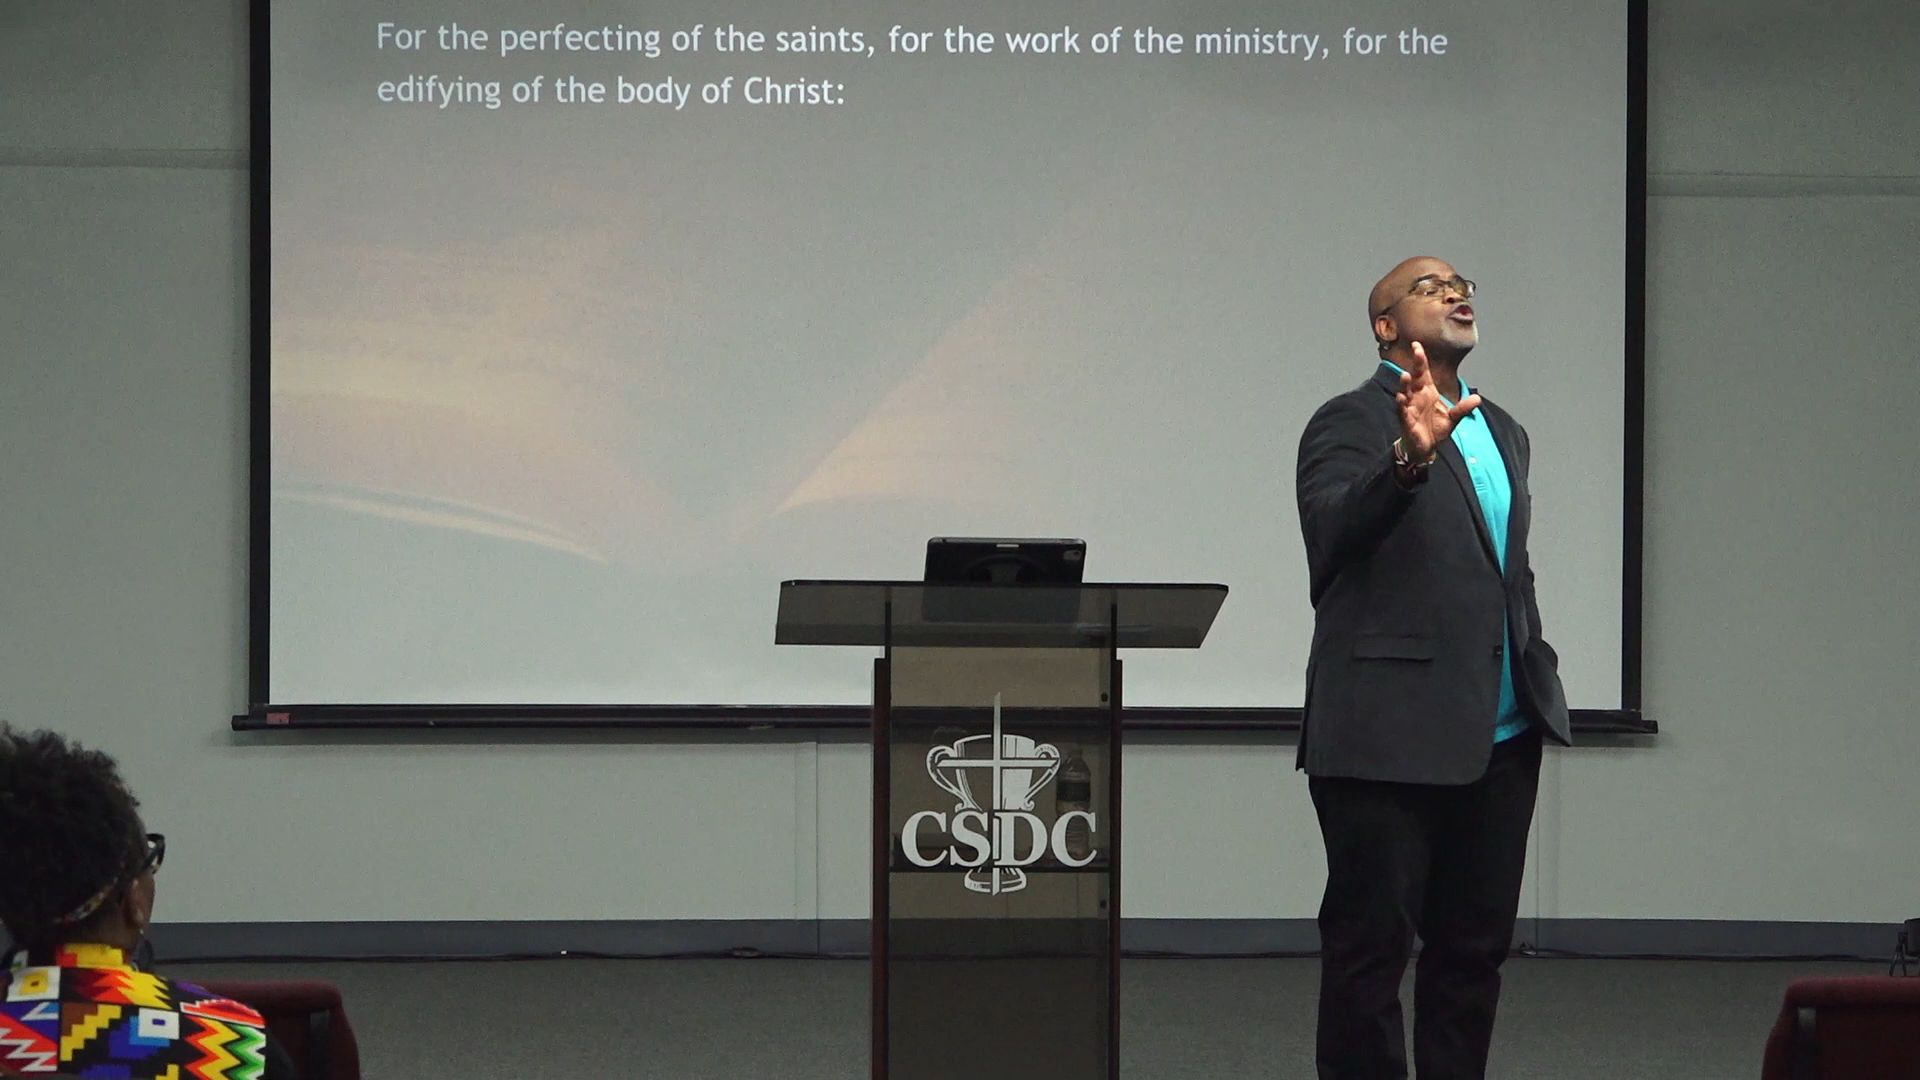 For the perfecting of the saints, for the work of the ministry, for the
edifying of the body of Christ:
CSDC